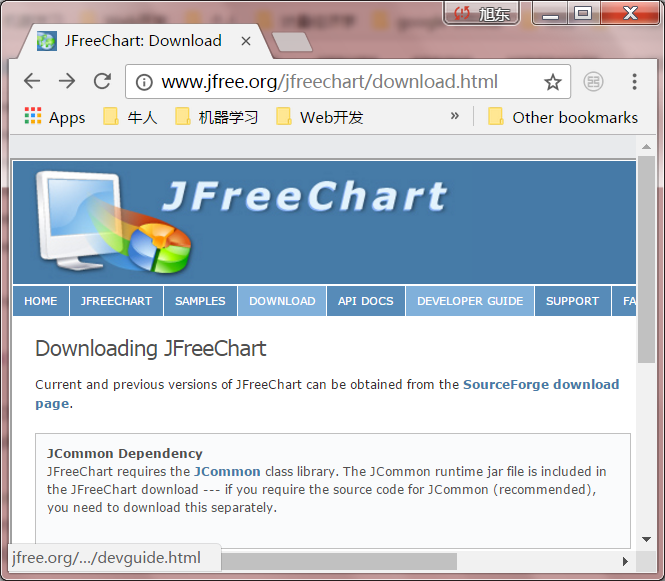 旭东
JFreeChart: Download
www.jfree.org/jfreechart/download.html
Apps 牛人 机器学习 Web开发 » Other bookmarks
JFreeChart
HOME JFREECHART SAMPLES DOWNLOAD API DOCS DEVELOPER GUIDE SUPPORT FA
Downloading JFreeChart
Current and previous versions of JFreeChart can be obtained from the SourceForge download
page.
JCommon Dependency
JFreeChart requires the JCommon class library. The JCommon runtime jar file is included in
the JFreeChart download --- if you require the source code for JCommon (recommended),
you need to download this separately.
jfree.org/.../devguide.html